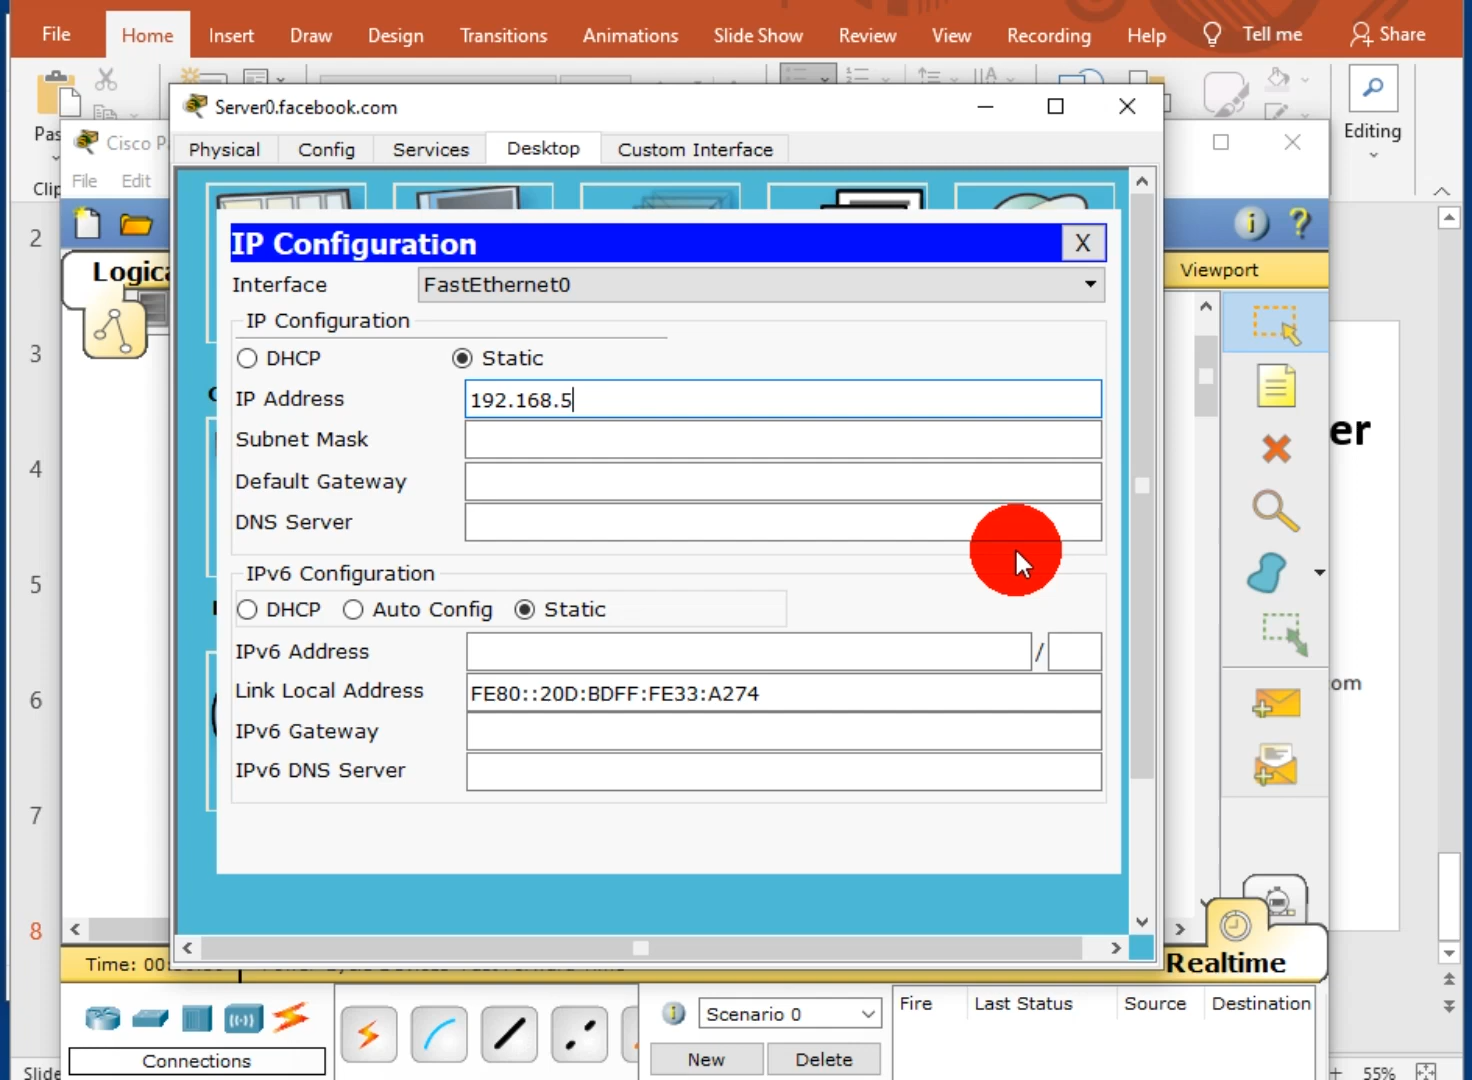 File Home Insert Draw Design Transitions Animations Slide Show Review View Recording Help Tell me Share
Server0.facebook.com
Editing
Cisco P
File Edit
Physical Config Services Desktop Custom Interface
Logica
Viewport
IP Configuration X
Interface FastEthernet0
IP Configuration
DHCP Static
IP Address 192.168.5
Subnet Mask
Default Gateway
DNS Server
IPv6 Configuration
DHCP Auto Config Static
IPv6 Address /
Link Local Address FE80::20D:BDFF:FE33:A274
IPv6 Gateway
IPv6 DNS Server
er
om
2
3
4
5
6
7
8
Time: 00:
Realtime
Scenario 0
Fire Last Status Source Destination
New Delete
Connections
Slide
55%